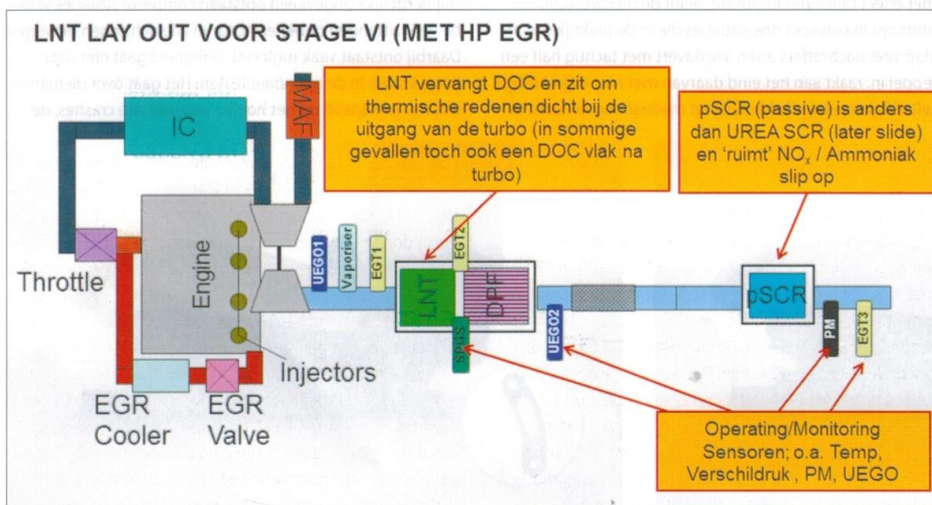 LNT LAY OUT VOOR STAGE VI (MET HP EGR)
LNT vervangt DOC en zit om
thermische redenen dicht bij de
uitgang van de turbo (in sommige
gevallen toch ook een DOC vlak na
turbo)
pSCR (passive) is anders
dan UREA SCR (later slide)
en ‘ruimt’ NOx / Ammoniak
slip op
IC
IMAF
Throttle
Engine
UEGO1
Vaporiser
EGT1
LNT
EGT2
DPF
SPGS
UEGO2
pSCR
PM
EGT3
Injectors
EGR
Cooler
EGR
Valve
Operating/Monitoring
Sensoren; o.a. Temp,
Verschildruk , PM, UEGO